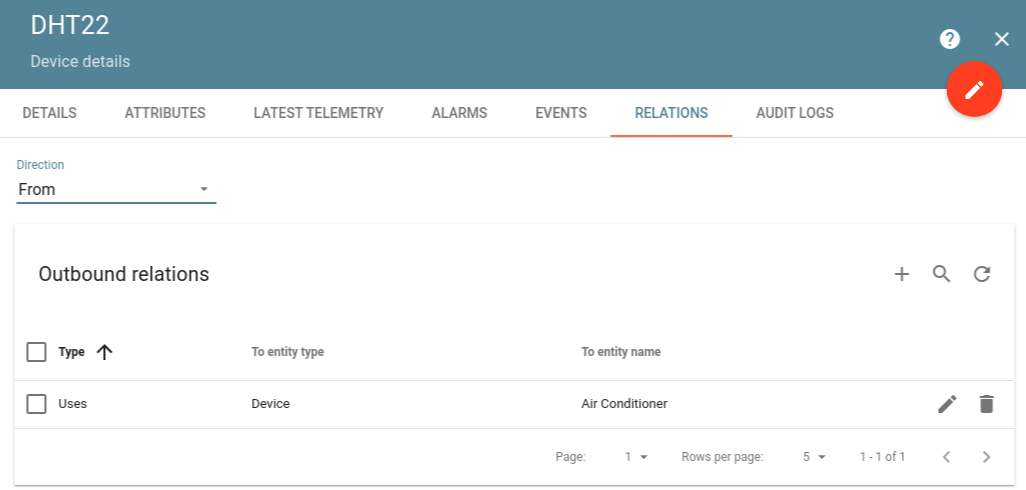 DHT22
Device details
?
DETAILS ATTRIBUTES LATEST TELEMETRY ALARMS EVENTS RELATIONS AUDIT LOGS
Direction
From
Outbound relations
Type To entity type To entity name
Uses Device Air Conditioner
Page: 1 Rows per page: 5 1 - 1 of 1